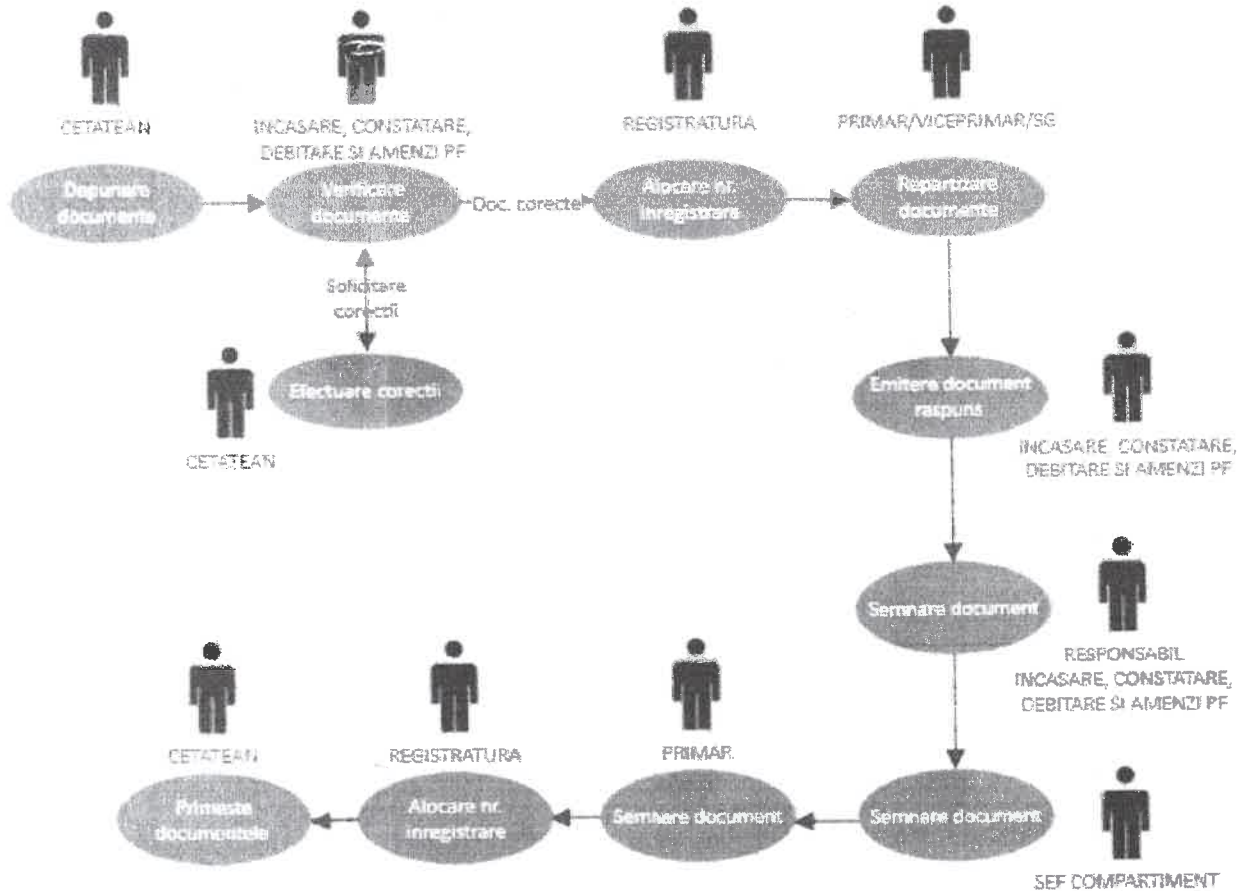 CETATEAN
INCASARE, CONSTATARE,
DEBITARE SI AMENZI PF
REGISTRATURA
PRIMAR/VICEPRIMAR/SG
Depunere
documente
Verificare
documente
Doc. corecte
Alocare nr.
inregistrare
Repartizare
documente
Solicitare
corectii
Efectuare corectii
CETATEAN
Emitere document
raspuns
INCASARE, CONSTATARE,
DEBITARE SI AMENZI PF
Semnare document
RESPONSABIL
INCASARE, CONSTATARE,
DEBITARE SI AMENZI PF
CETATEAN
REGISTRATURA
PRIMAR
Primeste
documentele
Alocare nr.
inregistrare
Semnare document
Semnare document
SEF COMPARTIMENT